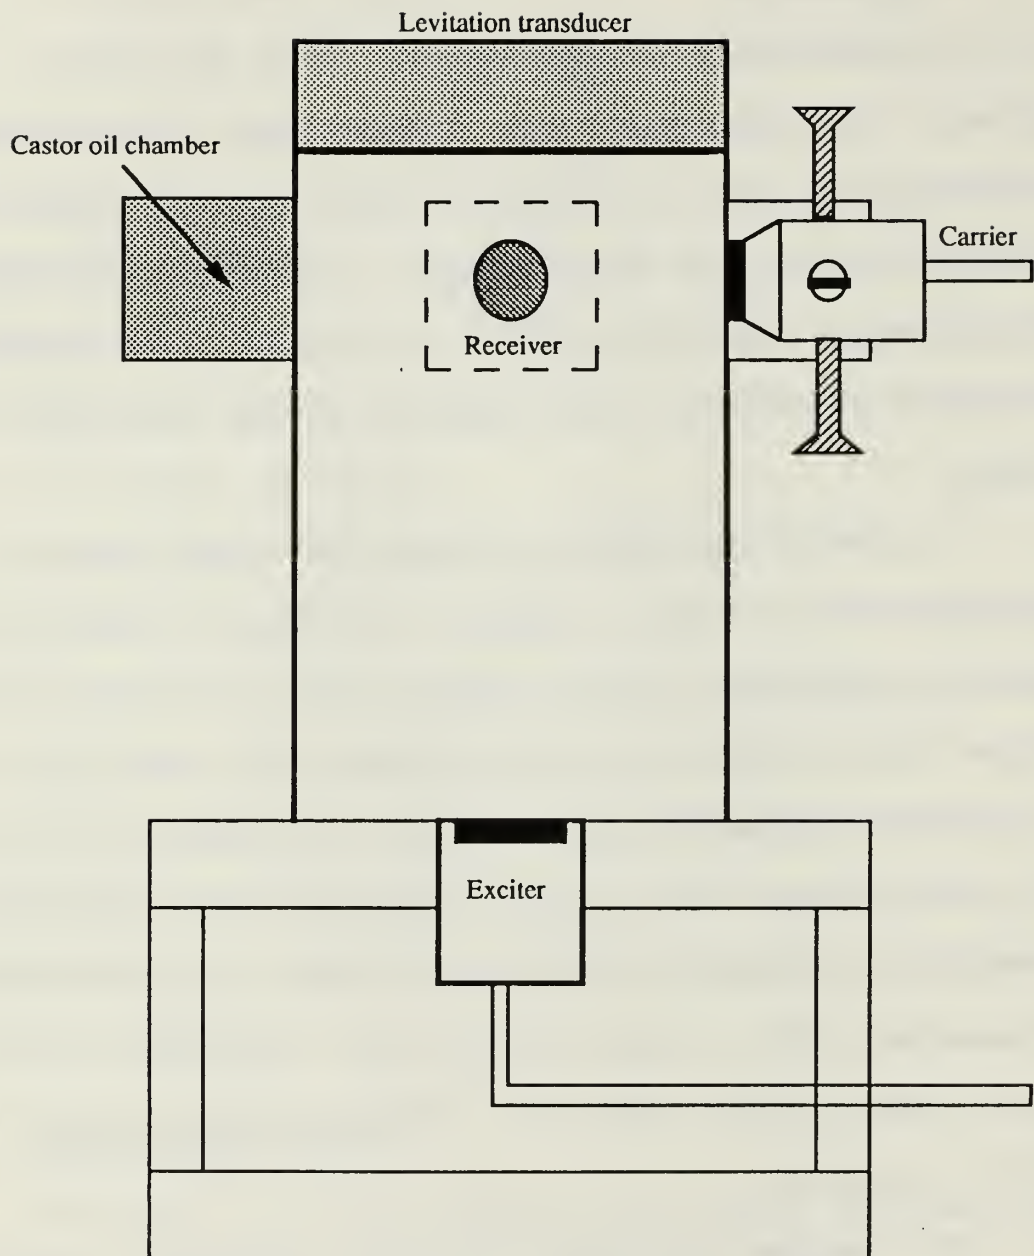 Levitation transducer
Castor oil chamber
Carrier
Receiver
Exciter